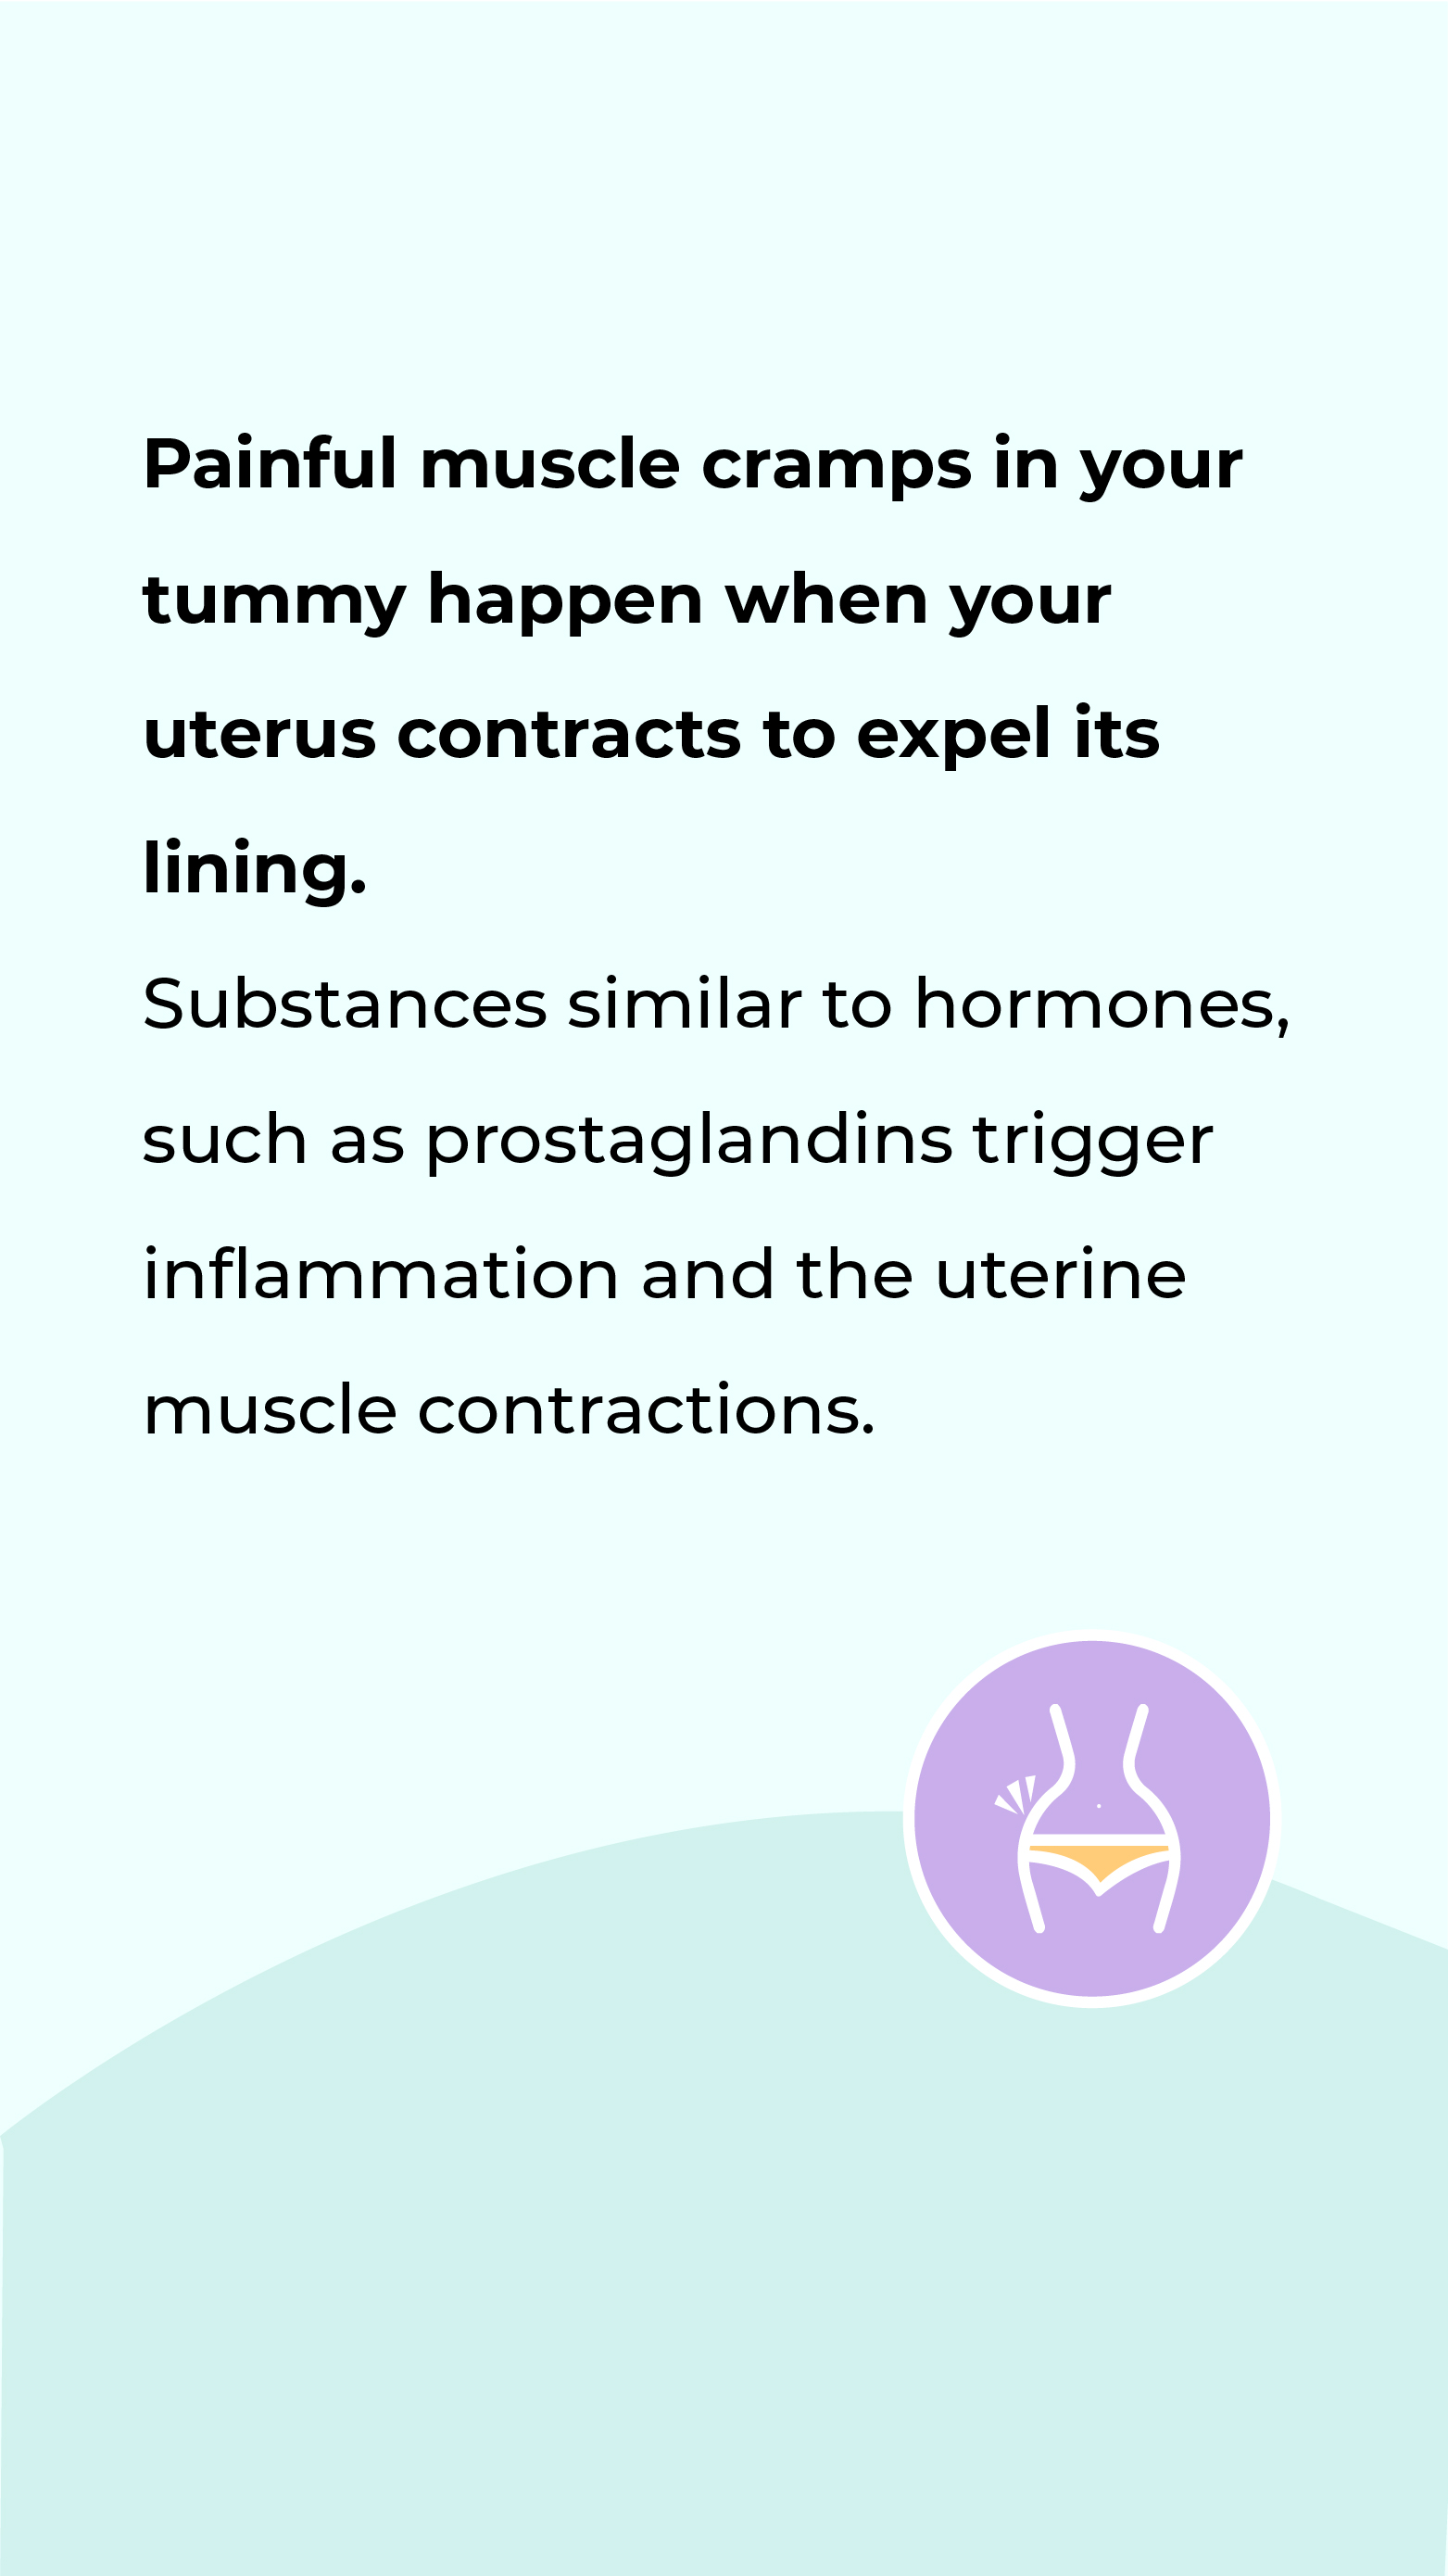 Painful muscle cramps in your
tummy happen when your
uterus contracts to expel its
lining.
Substances similar to hormones,
such as prostaglandins trigger
inflammation and the uterine
muscle contractions.